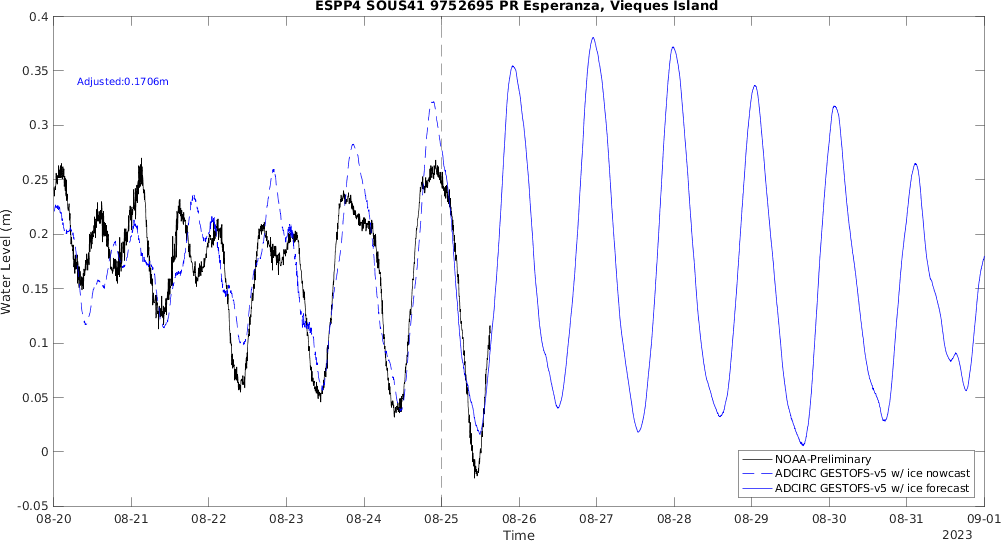 ESPP4 SOUS41 9752695 PR Esperanza, Vieques Island
0.4
0.35
0.3
0.25
0.2
0.15
0.1
0.05
0
-0.05
Water Level (m)
Adjusted:0.1706m
NOAA-Preliminary
ADCIRC GESTOFS-v5 w/ ice nowcast
ADCIRC GESTOFS-v5 w/ ice forecast
08-20 08-21 08-22 08-23 08-24 08-25 08-26 08-27 08-28 08-29 08-30 08-31 09-01
Time
2023